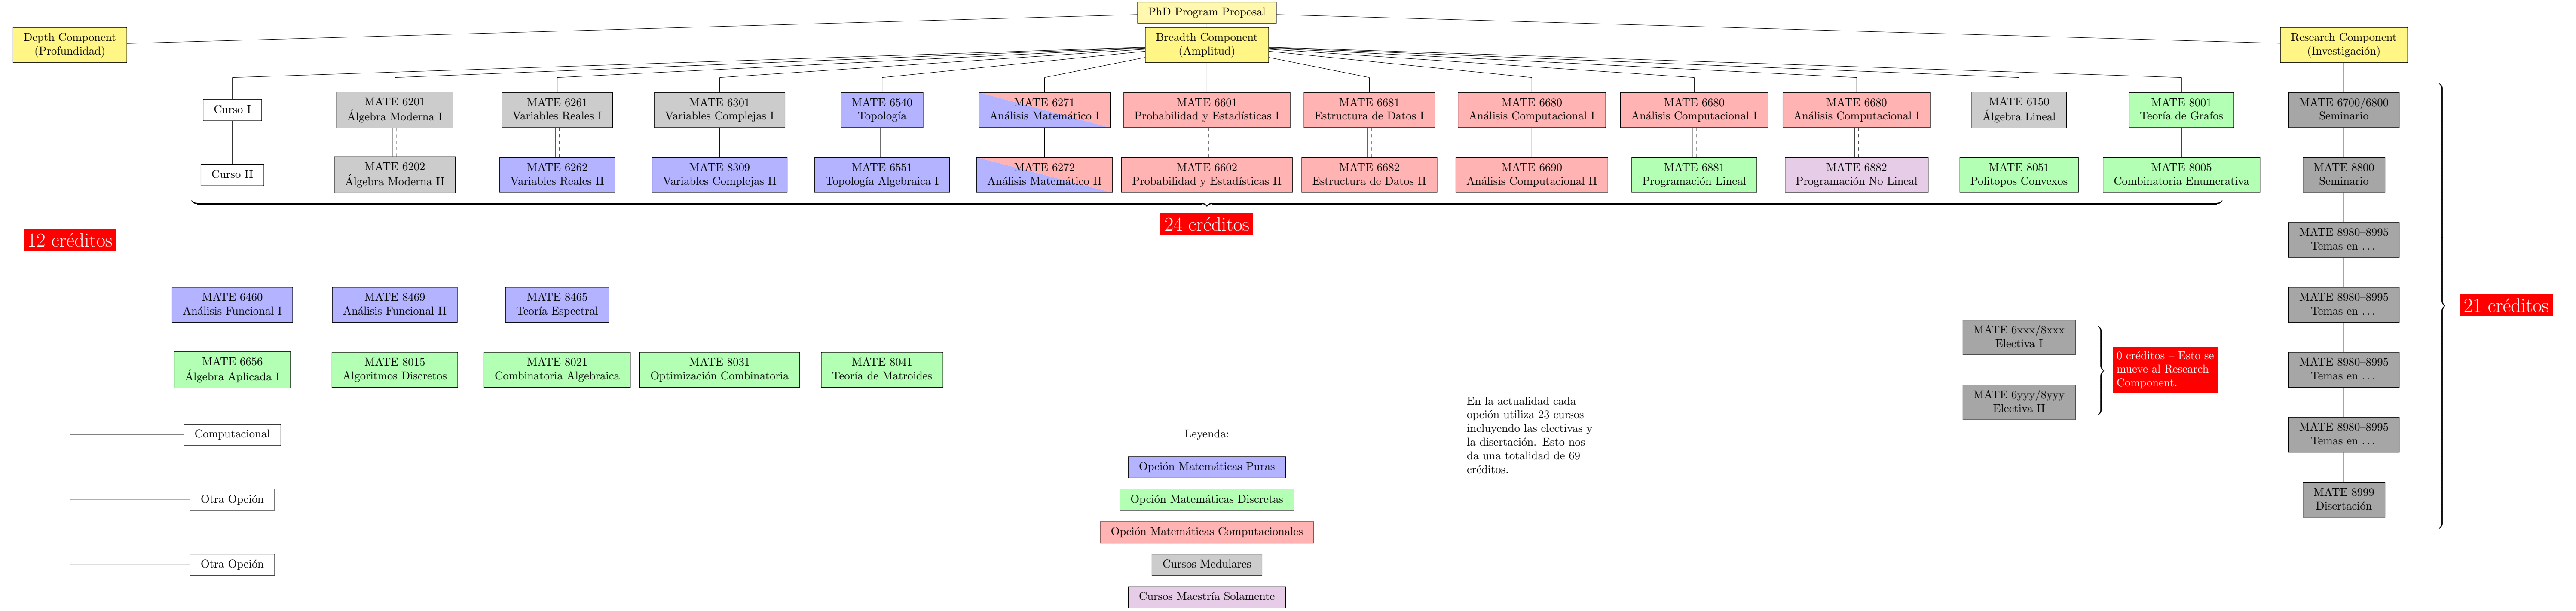 PhD Program Proposal
Depth Component
(Profundidad)
Breadth Component
(Amplitud)
Research Component
(Investigación)
Curso I
MATE 6201
Álgebra Moderna I
MATE 6261
Variables Reales I
MATE 6301
Variables Complejas I
MATE 6540
Topología
MATE 6271
Análisis Matemático I
MATE 6601
Probabilidad y Estadísticas I
MATE 6681
Estructura de Datos I
MATE 6680
Análisis Computacional I
MATE 6680
Análisis Computacional I
MATE 6680
Análisis Computacional I
MATE 6150
Álgebra Lineal
MATE 8001
Teoría de Grafos
MATE 6700/6800
Seminario
Curso II
MATE 6202
Álgebra Moderna II
MATE 6262
Variables Reales II
MATE 8309
Variables Complejas II
MATE 6551
Topología Algebraica I
MATE 6272
Análisis Matemático II
MATE 6602
Probabilidad y Estadísticas II
MATE 6682
Estructura de Datos II
MATE 6690
Análisis Computacional II
MATE 6881
Programación Lineal
MATE 6882
Programación No Lineal
MATE 8051
Politopos Convexos
MATE 8005
Combinatoria Enumerativa
MATE 8800
Seminario
24 créditos
12 créditos
MATE 8980–8995
Temas en ...
MATE 6460
Análisis Funcional I
MATE 8469
Análisis Funcional II
MATE 8465
Teoría Espectral
MATE 8980–8995
Temas en ...
21 créditos
MATE 6xxx/8xxx
Electiva I
MATE 6656
Álgebra Aplicada I
MATE 8015
Algoritmos Discretos
MATE 8021
Combinatoria Algebraica
MATE 8031
Optimización Combinatoria
MATE 8041
Teoría de Matroides
0 créditos – Esto se
mueve al Research
Component.
MATE 8980–8995
Temas en ...
MATE 6yyy/8yyy
Electiva II
En la actualidad cada
opción utiliza 23 cursos
incluyendo las electivas y
la disertación. Esto nos
da una totalidad de 69
créditos.
Computacional
Leyenda:
MATE 8980–8995
Temas en ...
Opción Matemáticas Puras
Otra Opción
Opción Matemáticas Discretas
MATE 8999
Disertación
Opción Matemáticas Computacionales
Otra Opción
Cursos Medulares
Cursos Maestría Solamente